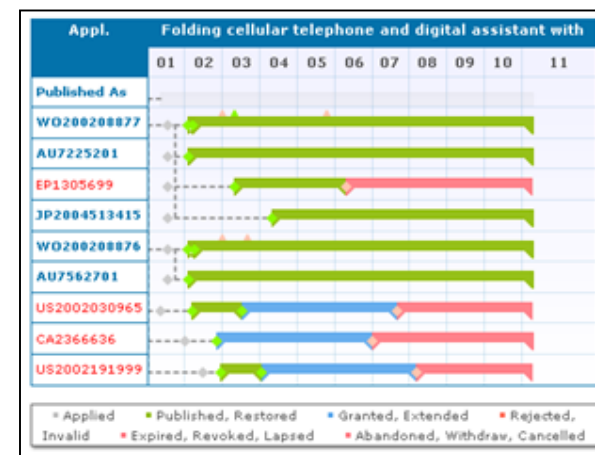 Appl. Folding cellular telephone and digital assistant with
01 02 03 04 05 06 07 08 09 10 11
Published As
WO200208877
AU7225201
EP1305699
JP2004513415
WO200208876
AU7562701
US2002030965
CA2366636
US2002191999
Applied Published, Restored Granted, Extended Rejected,
Invalid Expired, Revoked, Lapsed Abandoned, Withdraw, Cancelled